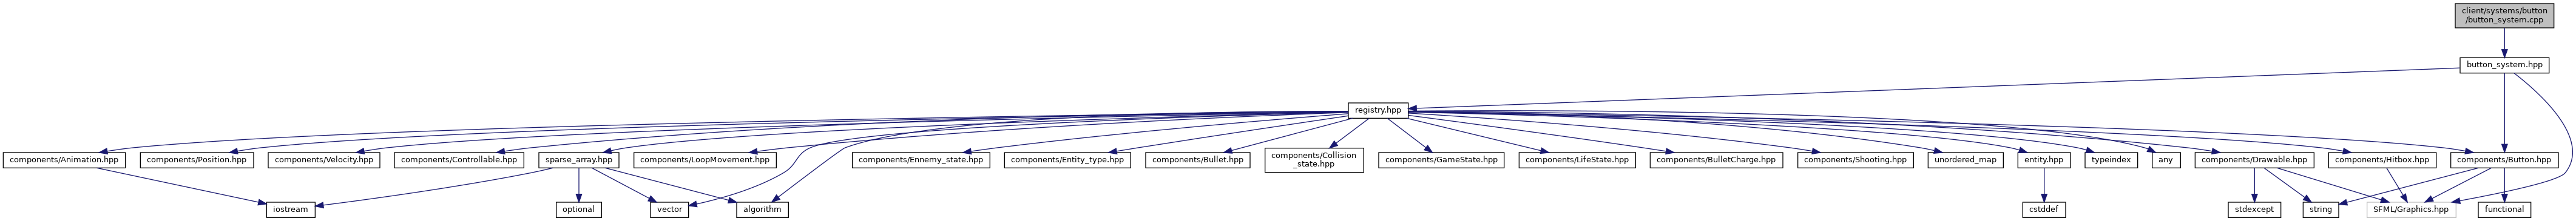 client/systems/button
/button_system.cpp
button_system.hpp
registry.hpp
components/Animation.hpp
components/Position.hpp
components/Velocity.hpp
components/Controllable.hpp
sparse_array.hpp
components/LoopMovement.hpp
components/Ennemy_state.hpp
components/Entity_type.hpp
components/Bullet.hpp
components/Collision
_state.hpp
components/GameState.hpp
components/LifeState.hpp
components/BulletCharge.hpp
components/Shooting.hpp
unordered_map
entity.hpp
typeindex
any
components/Drawable.hpp
components/Hitbox.hpp
components/Button.hpp
iostream
optional
vector
algorithm
cstddef
stdexcept
string
SFML/Graphics.hpp
functional